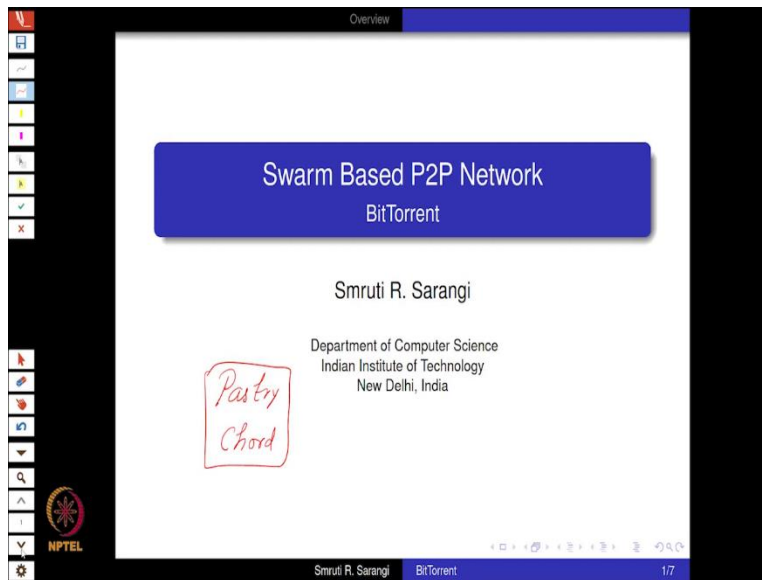 Overview
Swarm Based P2P Network
BitTorrent
Smruti R. Sarangi
Department of Computer Science
Indian Institute of Technology
New Delhi, India
Pastry
Chord
NPTEL
Smruti R. Sarangi BitTorrent 1/7